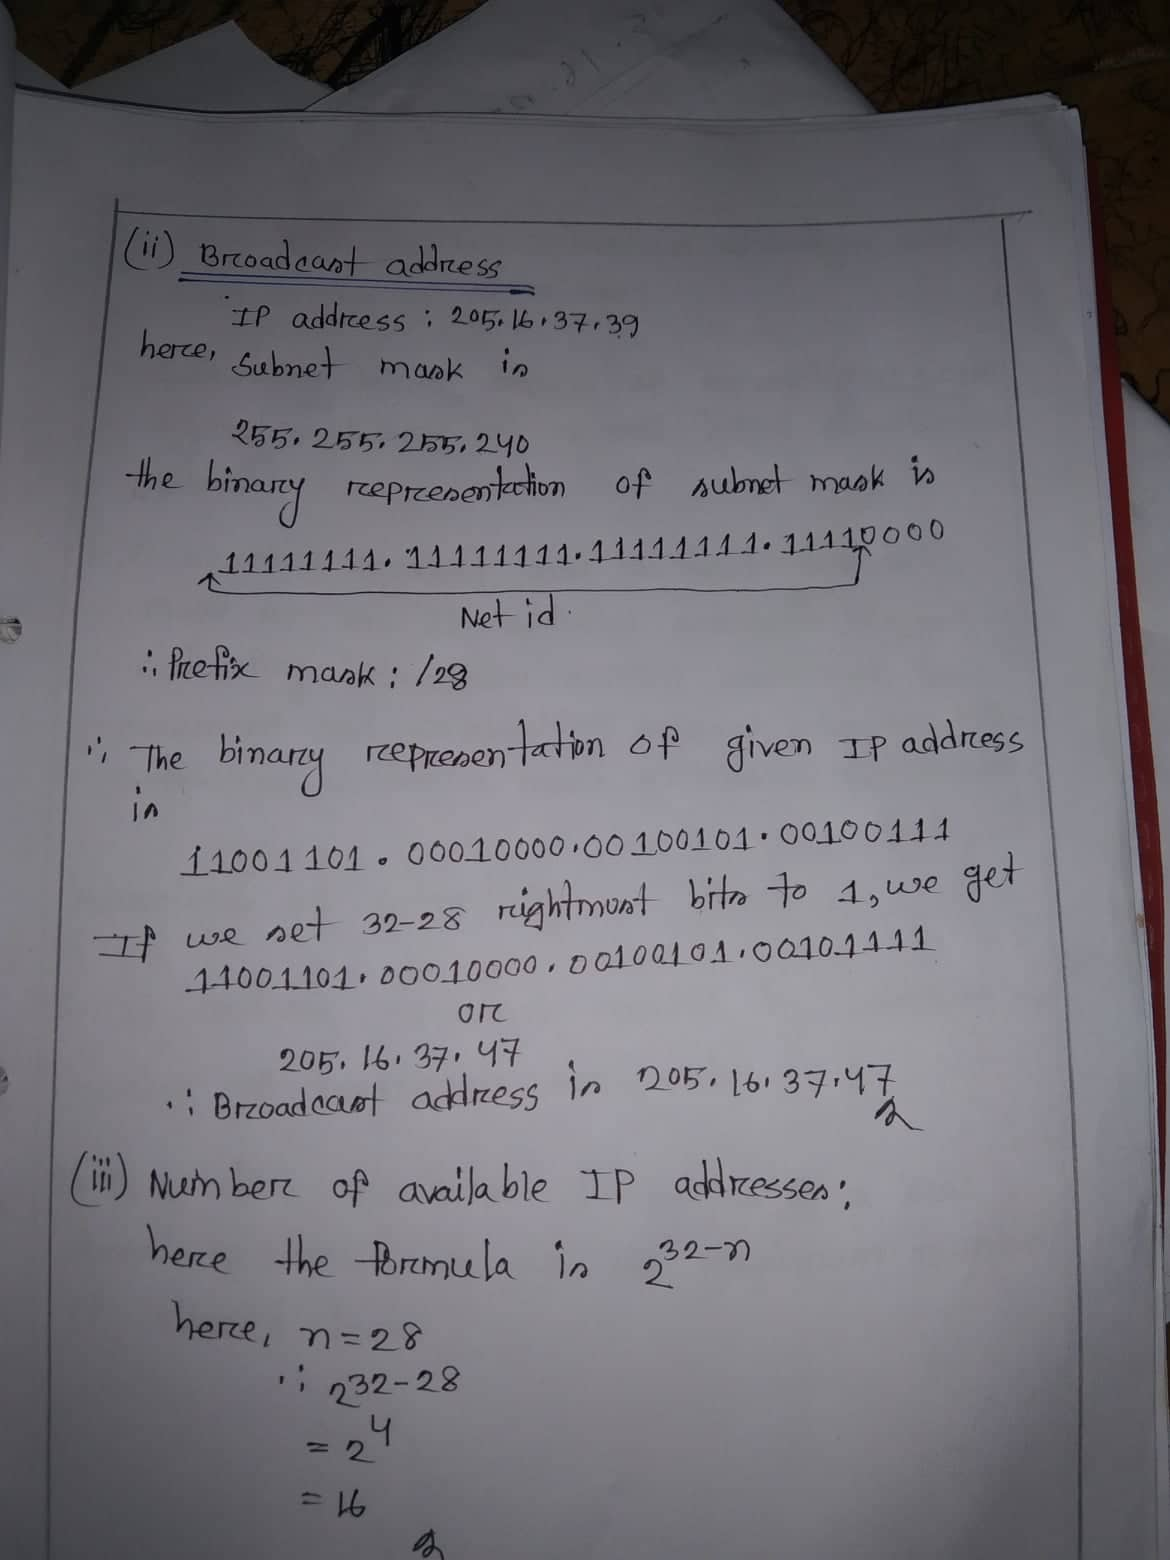 (ii) Broadcast address
IP address : 205.16.37.39
here,
Subnet mask is
255.255.255.240
the binary representation of subnet mask is
11111111.11111111.11111111.11110000
Net id.
∴ Prefix mask : /28
∴ The binary representation of given IP address
is
11001101.00010000.00100101.00100111
If we set 32-28 rightmost bits to 1, we get
11001101.00010000.00100101.00101111
or
205.16.37.47
∴ Broadcast address is 205.16.37.47
(iii) Number of available IP addresses:
here the formula is 2^32-n
here, n=28
∴ 2^32-28
= 2^4
= 16